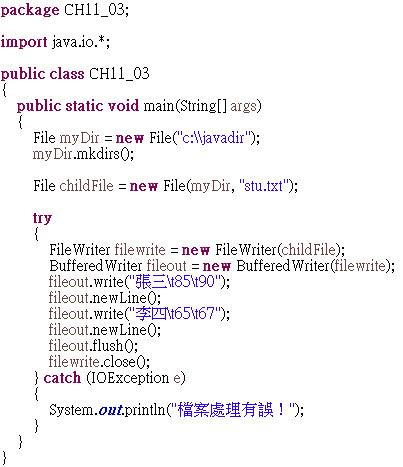 package CH11_03;
import java.io.*;
public class CH11_03
{
public static void main(String[] args)
{
File myDir = new File("c:\\javadir");
myDir.mkdirs();
File childFile = new File(myDir, "stu.txt");
try
{
FileWriter filewrite = new FileWriter(childFile);
BufferedWriter fileout = new BufferedWriter(filewrite);
fileout.write("張三\t85\t90");
fileout.newLine();
fileout.write("李四\t65\t67");
fileout.newLine();
fileout.flush();
filewrite.close();
} catch (IOException e)
{
System.out.println("檔案處理有誤！");
}
}
}